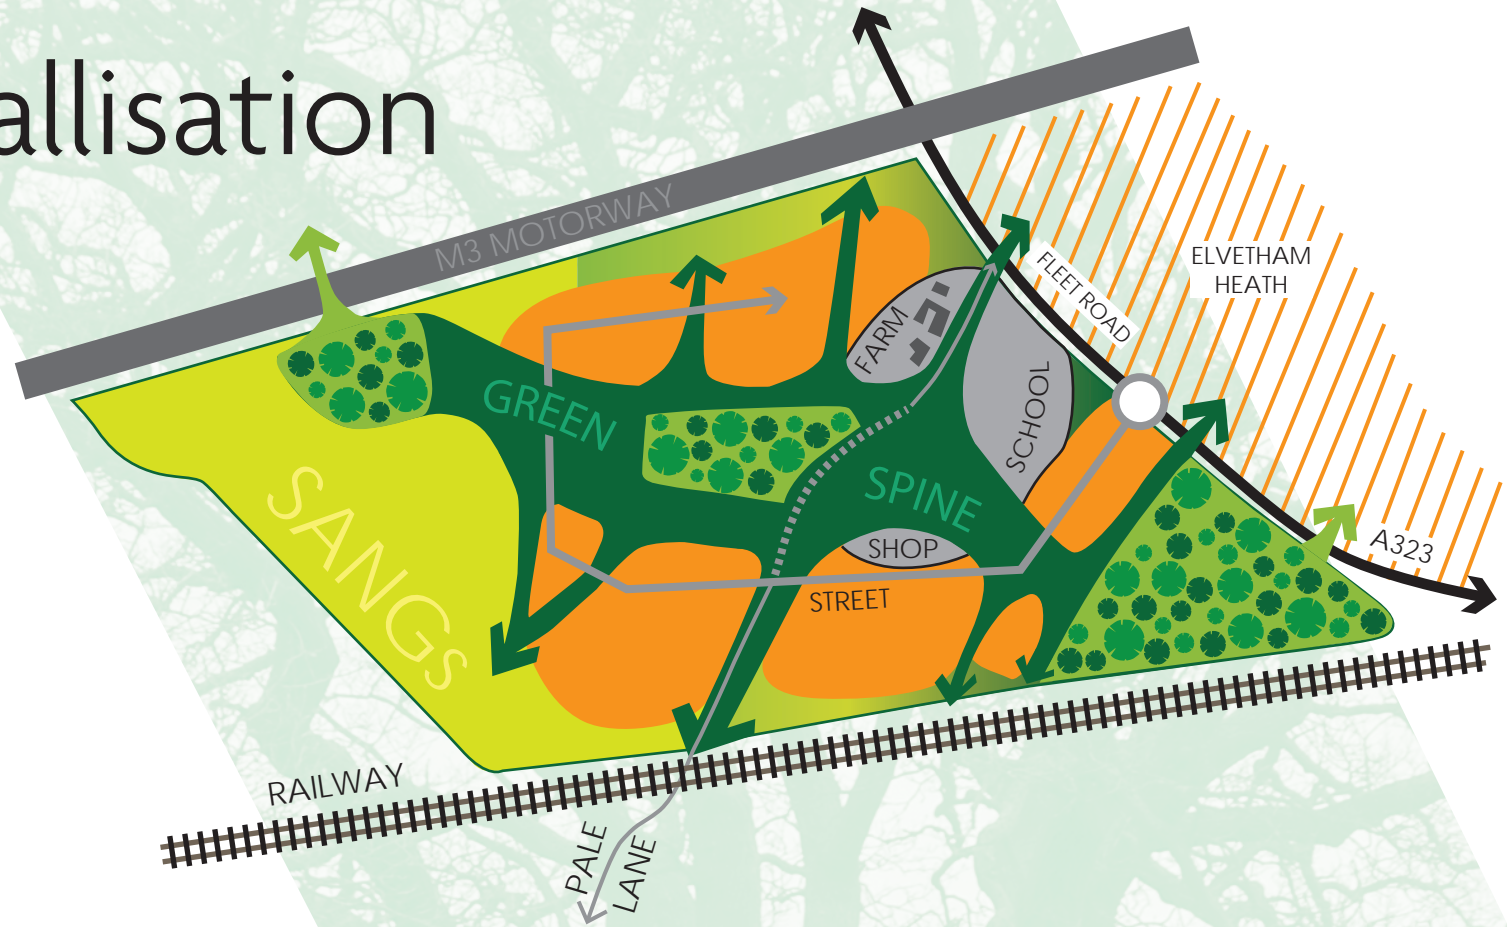 allisation
M3 MOTORWAY
ELVETHAM
HEATH
FLEET ROAD
FARM
SCHOOL
GREEN
SPINE
SANGs
SHOP
STREET
A323
RAILWAY
PALE
LANE